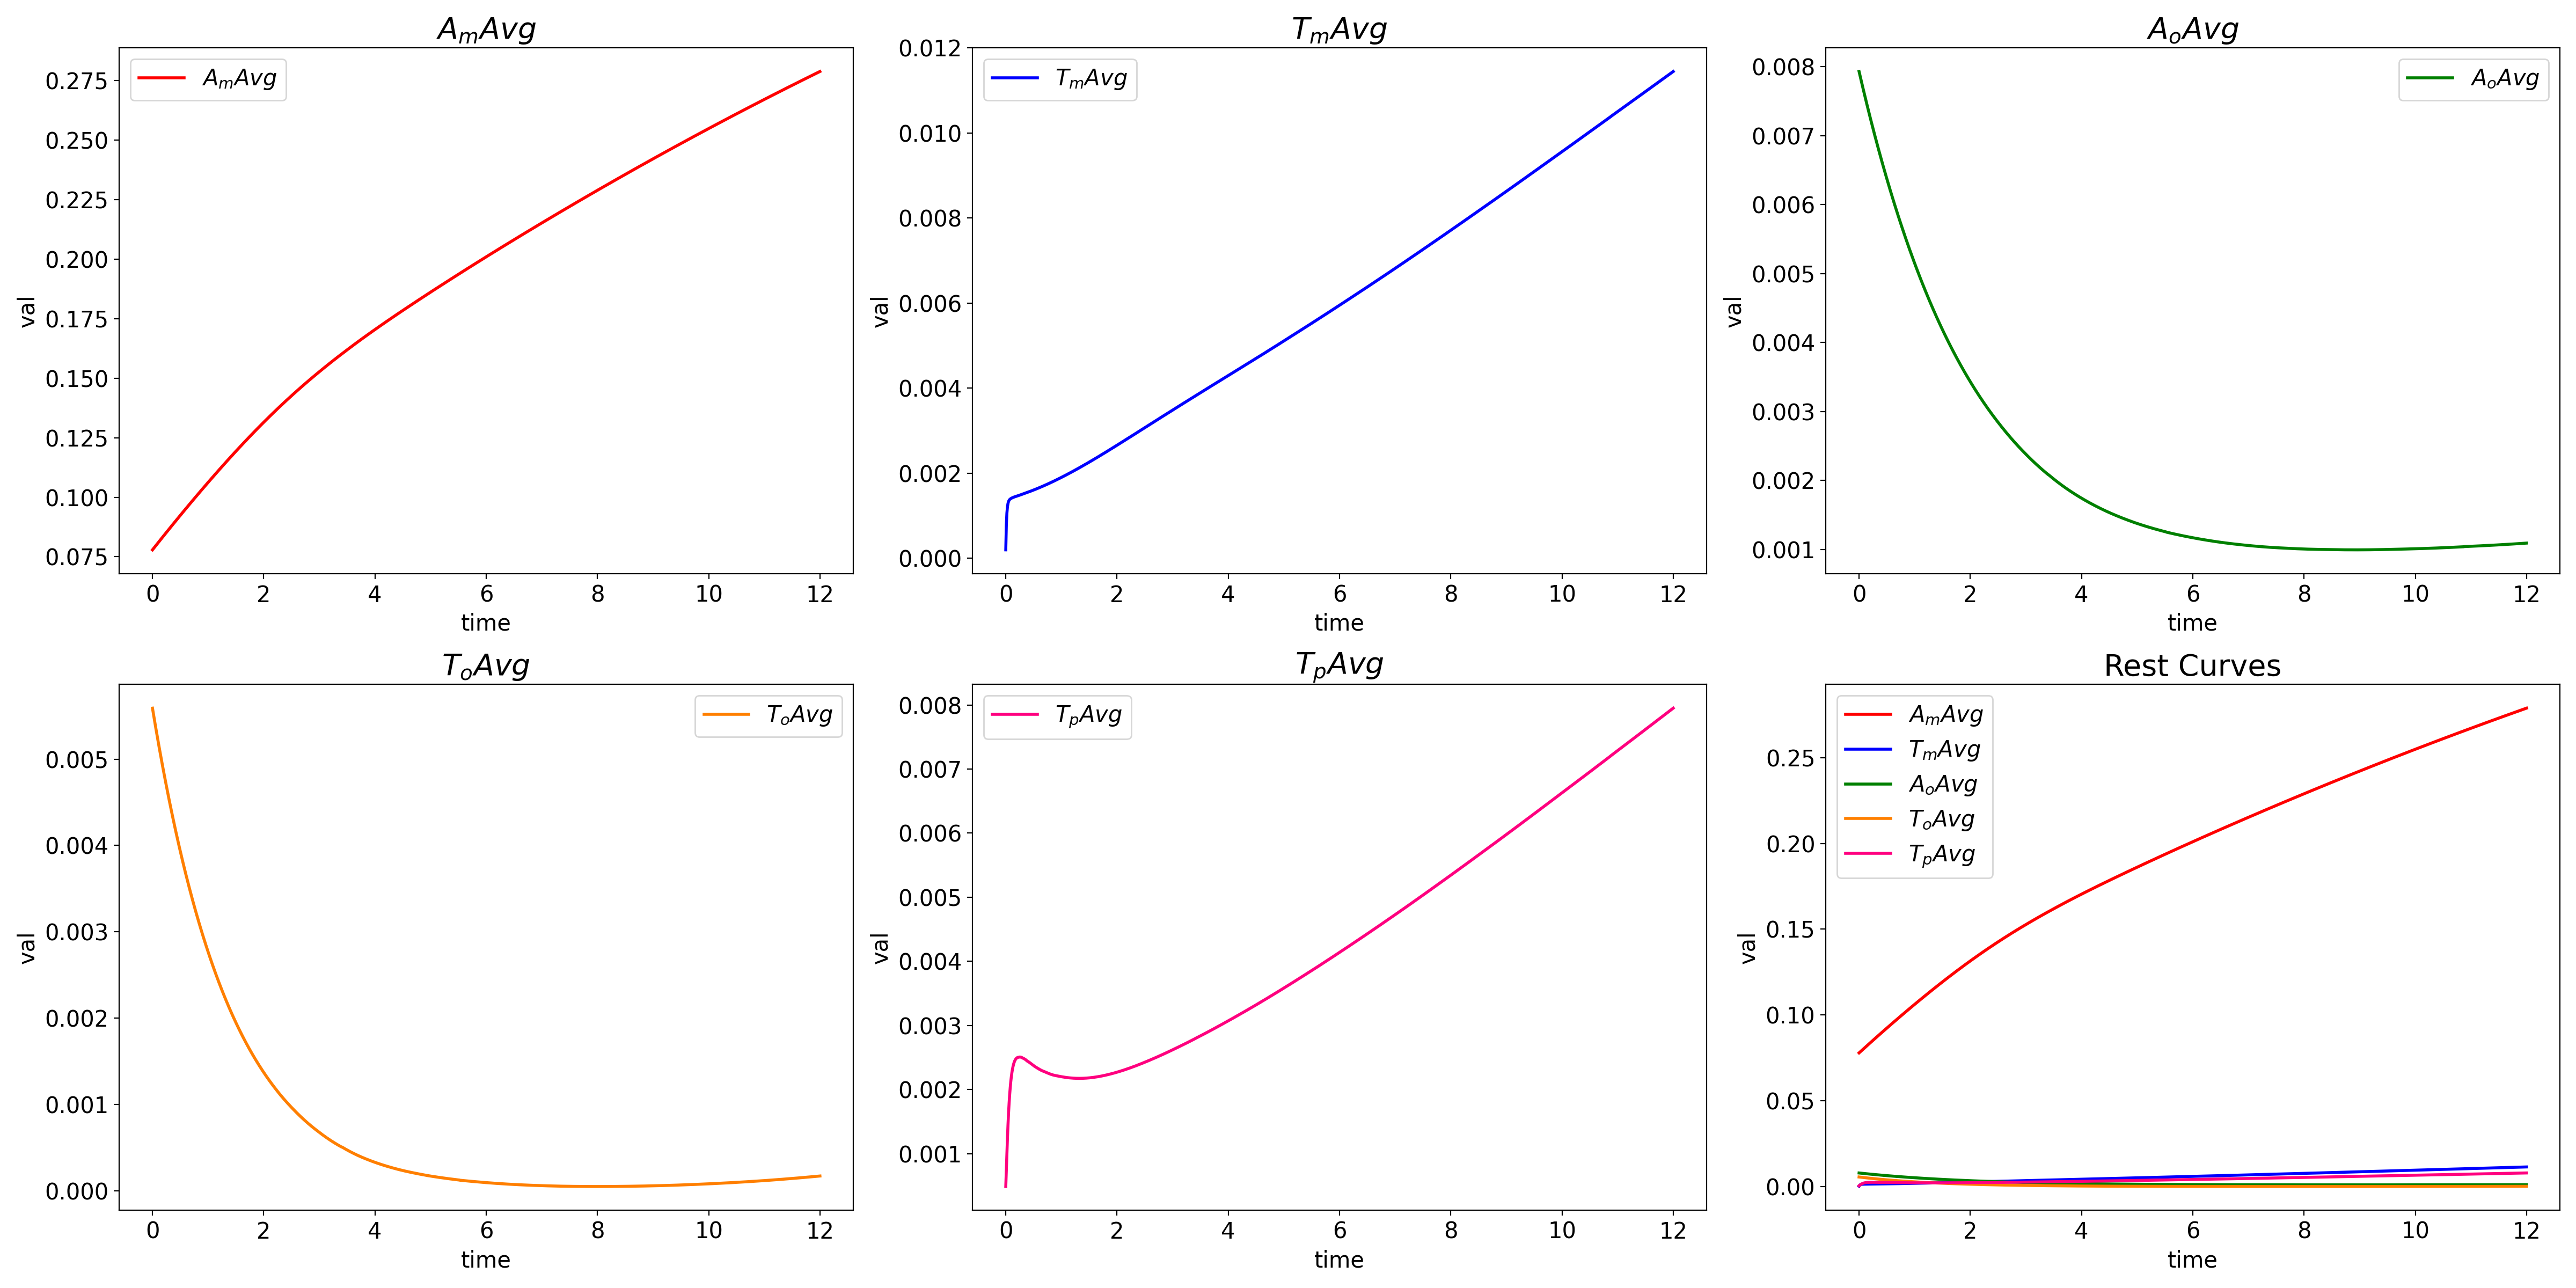 A_mAvg
T_mAvg
A_oAvg
A_mAvg
T_mAvg
A_oAvg
0.275
0.250
0.225
0.200
0.175
0.150
0.125
0.100
0.075
val
0 2 4 6 8 10 12
time
0.012
0.010
0.008
0.006
0.004
0.002
0.000
val
0 2 4 6 8 10 12
time
0.008
0.007
0.006
0.005
0.004
0.003
0.002
0.001
val
0 2 4 6 8 10 12
time
T_oAvg
T_pAvg
Rest Curves
T_oAvg
T_pAvg
A_mAvg
T_mAvg
A_oAvg
T_oAvg
T_pAvg
0.005
0.004
0.003
0.002
0.001
0.000
val
0 2 4 6 8 10 12
time
0.008
0.007
0.006
0.005
0.004
0.003
0.002
0.001
val
0 2 4 6 8 10 12
time
0.25
0.20
0.15
0.10
0.05
0.00
val
0 2 4 6 8 10 12
time